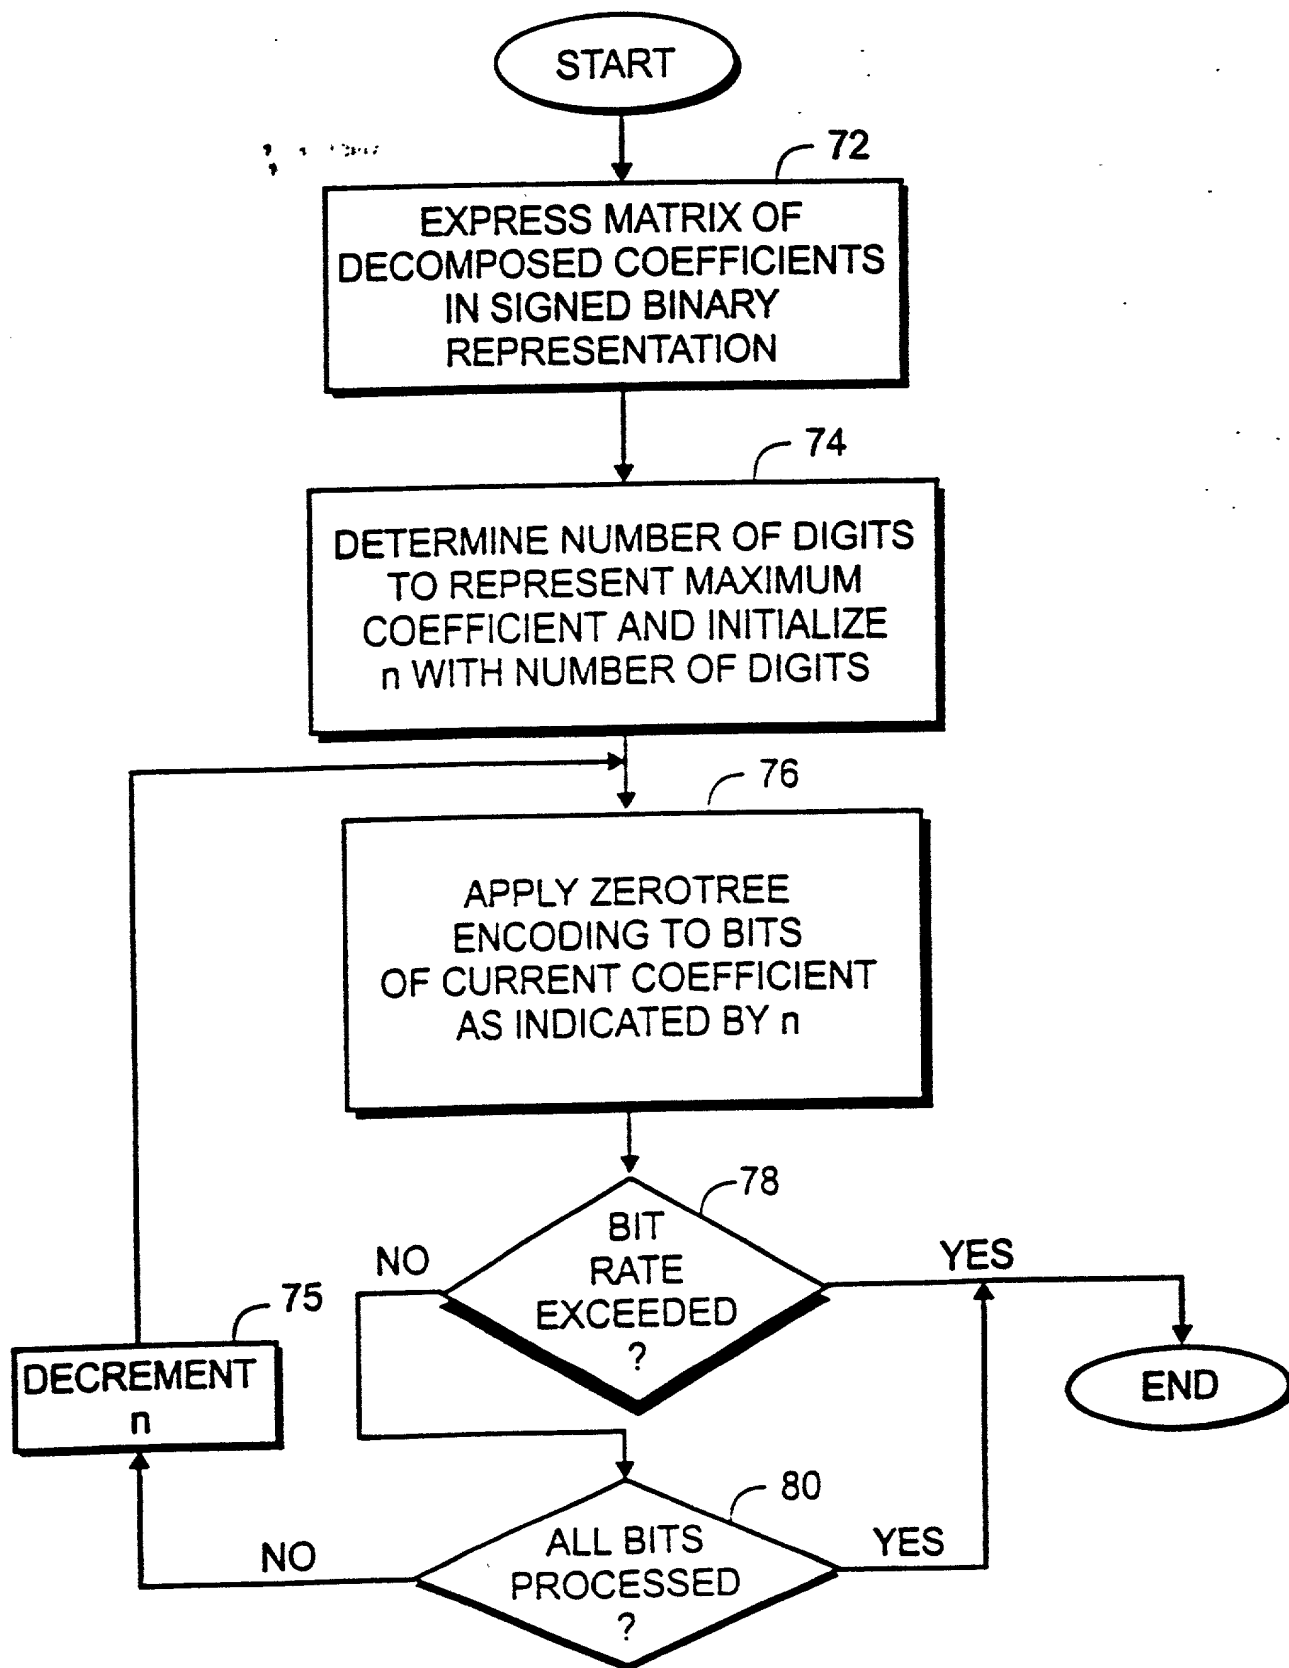 START
72
EXPRESS MATRIX OF
DECOMPOSED COEFFICIENTS
IN SIGNED BINARY
REPRESENTATION
74
DETERMINE NUMBER OF DIGITS
TO REPRESENT MAXIMUM
COEFFICIENT AND INITIALIZE
n WITH NUMBER OF DIGITS
76
APPLY ZEROTREE
ENCODING TO BITS
OF CURRENT COEFFICIENT
AS INDICATED BY n
78
BIT
RATE
EXCEEDED
?
NO
YES
75
DECREMENT
n
END
80
ALL BITS
PROCESSED
?
NO
YES